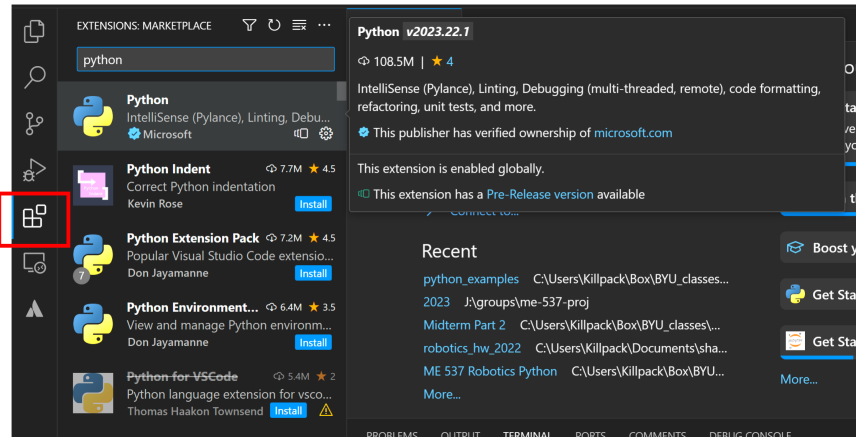 EXTENSIONS: MARKETPLACE
python
Python
IntelliSense (Pylance), Linting, Debu...
Microsoft
Python Indent 7.7M 4.5
Correct Python indentation
Kevin Rose Install
Python Extension Pack 7.2M 4.5
Popular Visual Studio Code extensio...
7 Don Jayamanne Install
Python Environment... 6.4M 3.5
View and manage Python environm...
Don Jayamanne Install
Python for VSCode 5.4M 2
Python language extension for vsco...
Thomas Haakon Townsend Install
Python v2023.22.1
108.5M | 4
IntelliSense (Pylance), Linting, Debugging (multi-threaded, remote), code formatting,
refactoring, unit tests, and more.
This publisher has verified ownership of microsoft.com
This extension is enabled globally.
This extension has a Pre-Release version available
Connect to...
Recent
python_examples C:\Users\Killpack\Box\BYU_classes...
2023 J:\groups\me-537-proj
Midterm Part 2 C:\Users\Killpack\Box\BYU_classes\...
robotics_hw_2022 C:\Users\Killpack\Documents\sha...
ME 537 Robotics Python C:\Users\Killpack\Box\BYU...
More...
Boost y
Get Sta
Get Sta
More...
PROBLEMS OUTPUT TERMINAL PORTS COMMENTS DEBUG CONSOLE